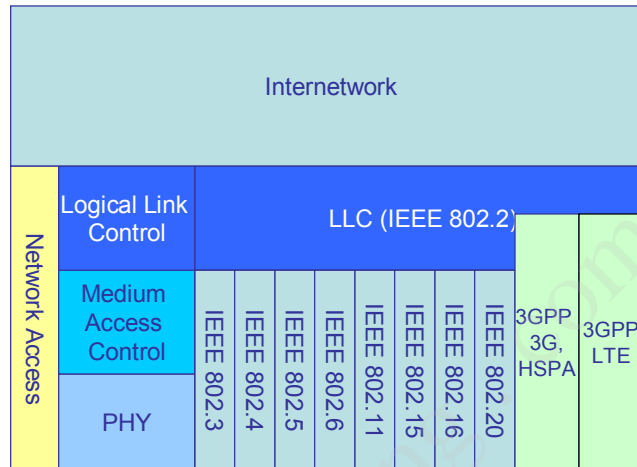 Internetwork
Network Access
Logical Link
Control
LLC (IEEE 802.2)
Medium
Access
Control
PHY
IEEE 802.3
IEEE 802.4
IEEE 802.5
IEEE 802.6
IEEE 802.11
IEEE 802.15
IEEE 802.16
IEEE 802.20
3GPP
3G,
HSPA
3GPP
LTE